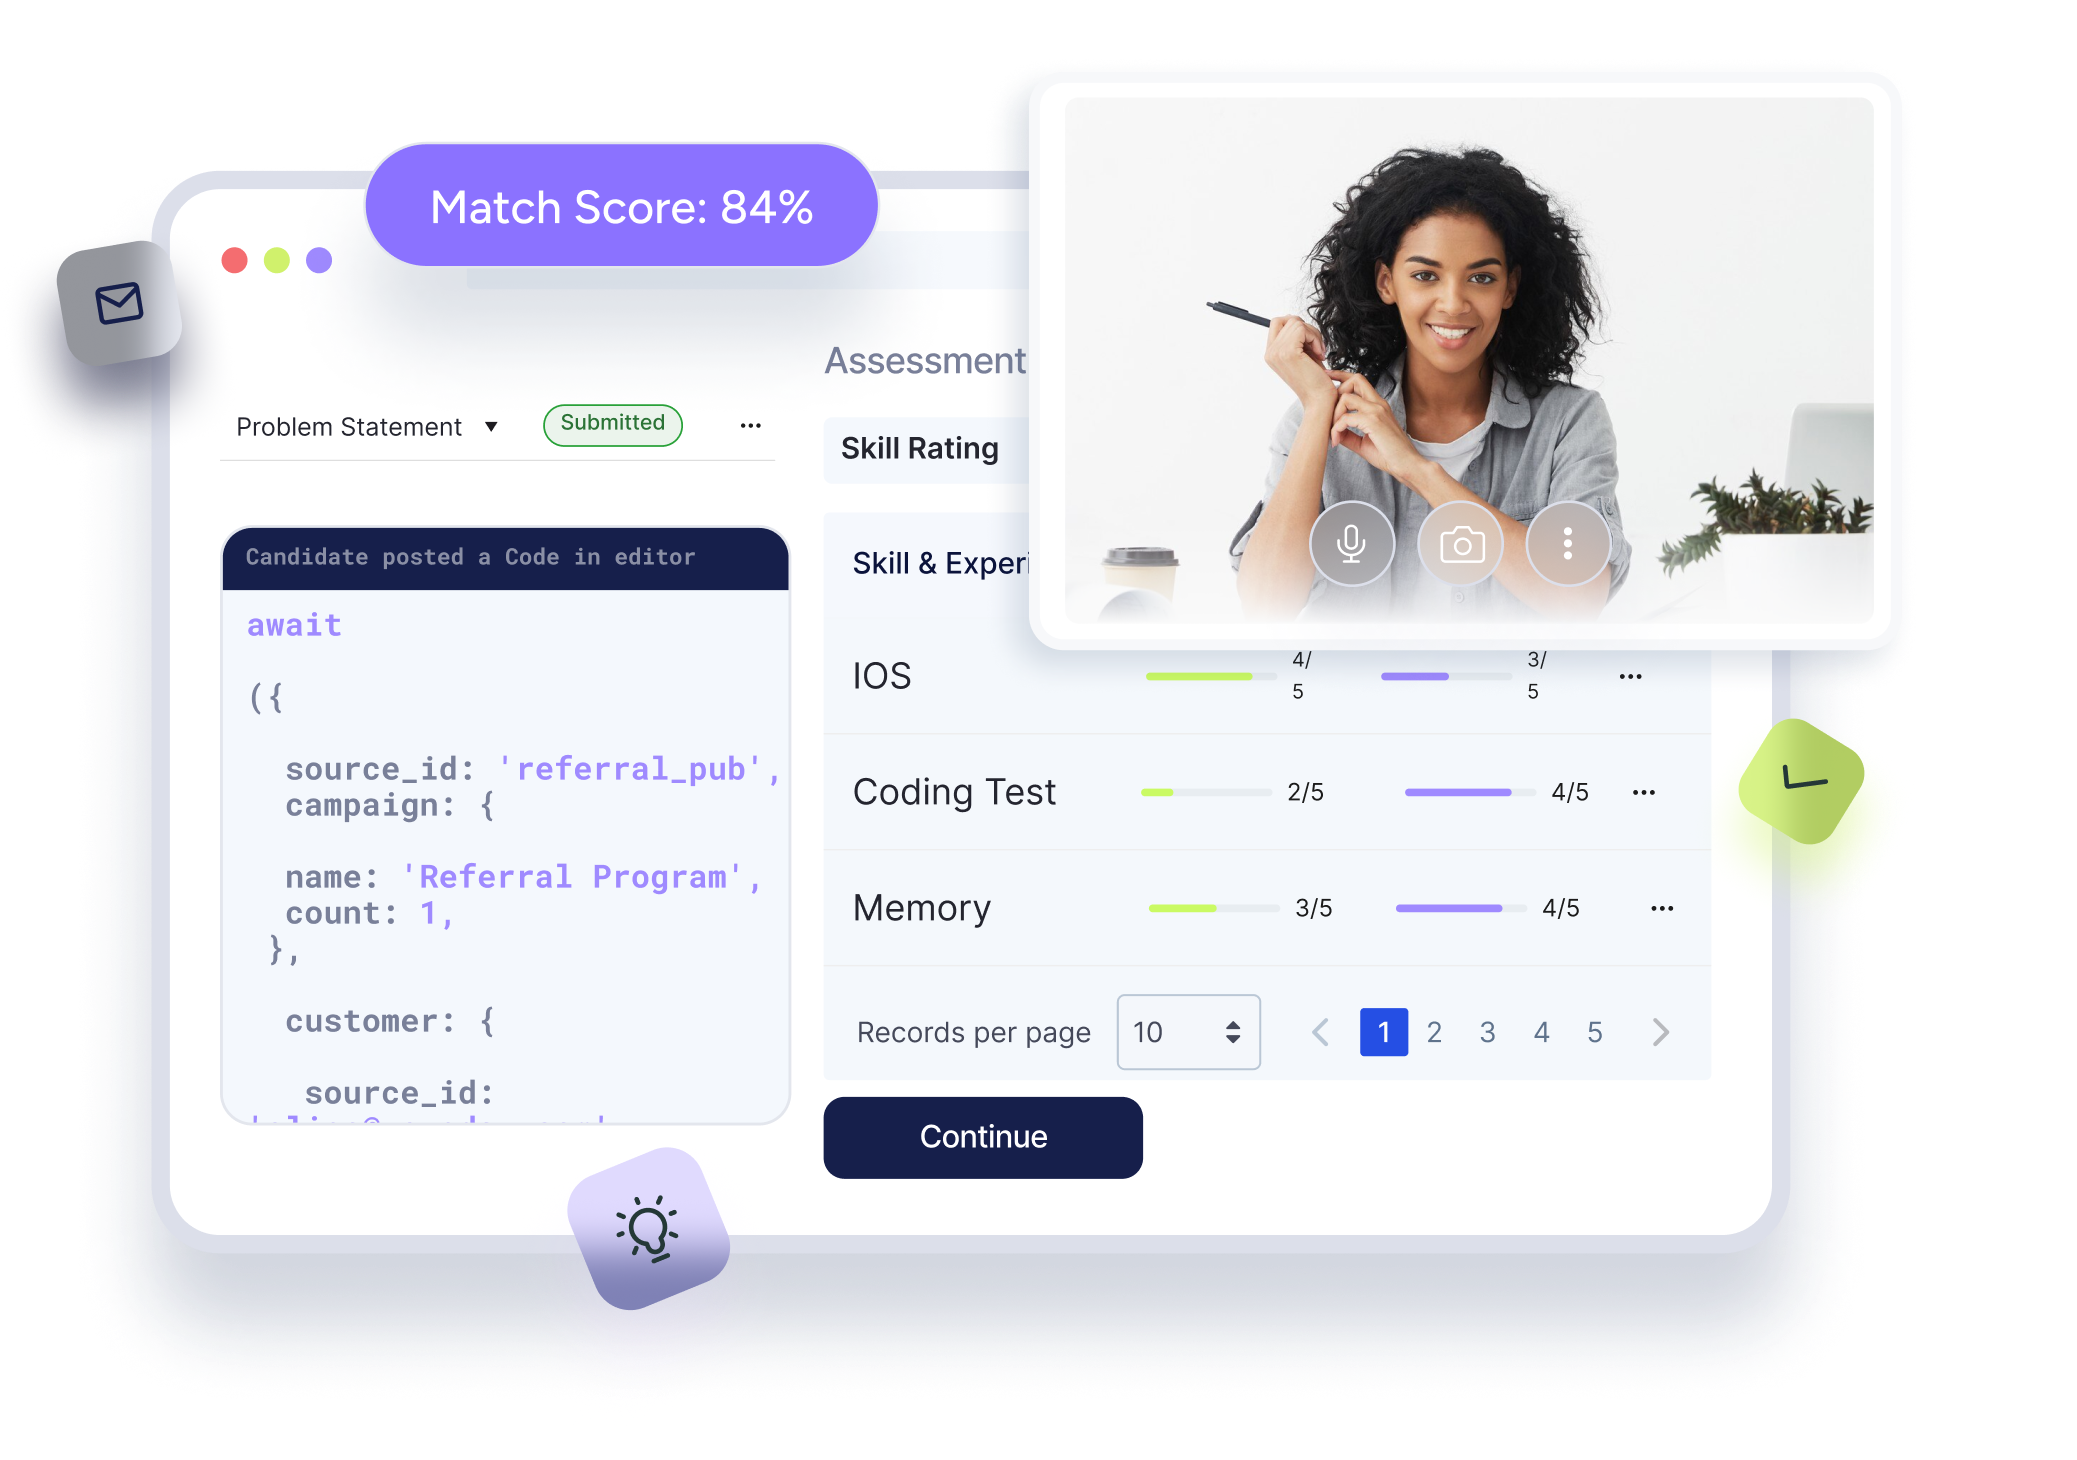 Match Score: 84%
Problem Statement
Submitted
Candidate posted a Code in editor
await
({
source_id: 'referral_pub',
campaign: {
name: 'Referral Program',
count: 1,
},
customer: {
source_id:
Assessment
Skill Rating
Skill & Experi
IOS 4/5 3/5
Coding Test 2/5 4/5
Memory 3/5 4/5
Records per page 10 1 2 3 4 5
Continue